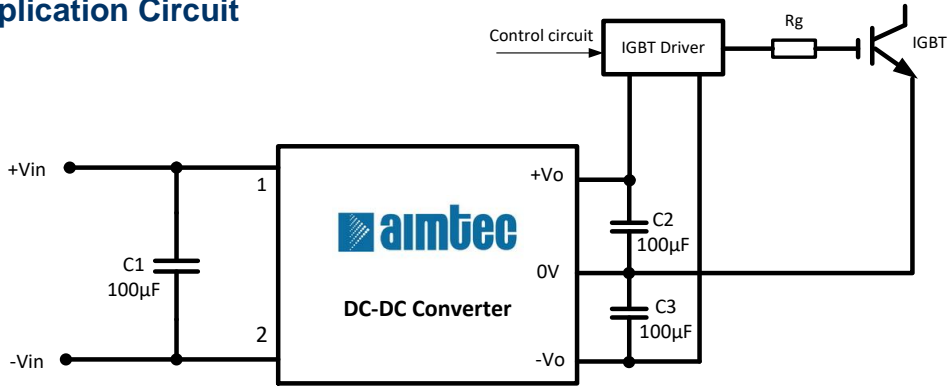 plication Circuit
Control circuit
IGBT Driver
Rg
IGBT
+Vin
1
+Vo
aimtec
C2
100µF
C1
100µF
0V
DC-DC Converter
C3
100µF
2
-Vin
-Vo